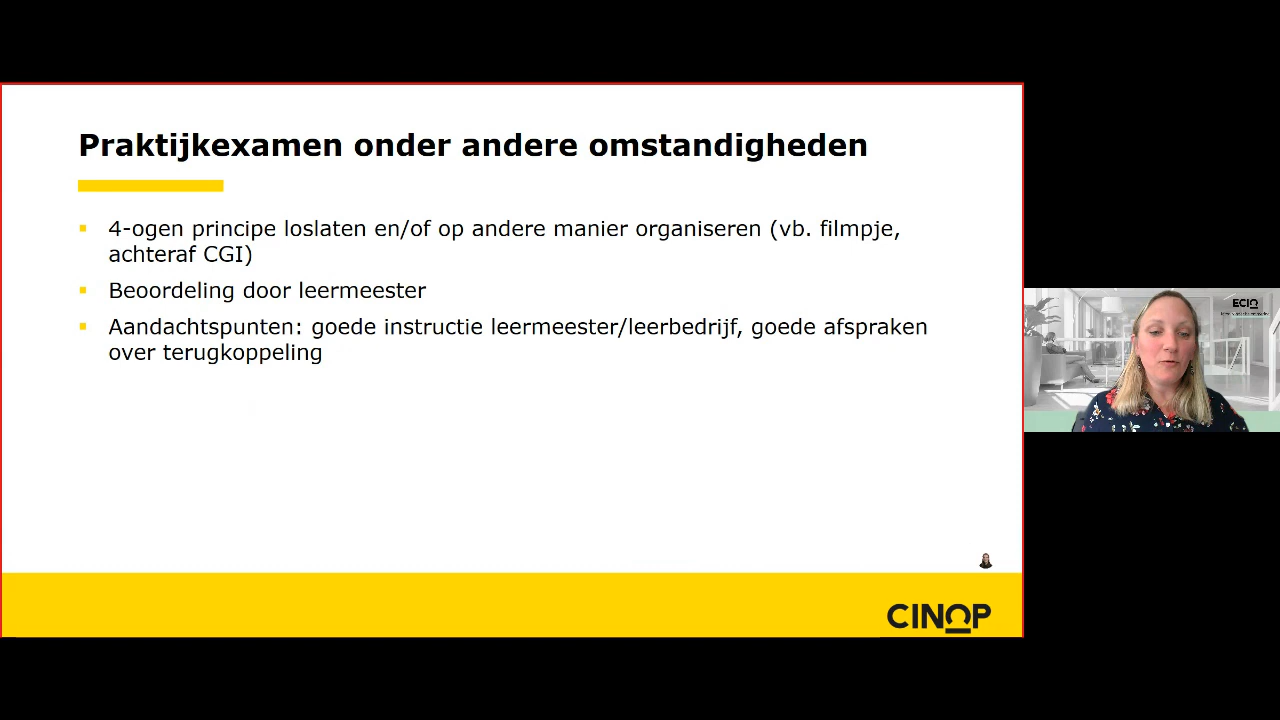 Praktijkexamen onder andere omstandigheden
4-ogen principe loslaten en/of op andere manier organiseren (vb. filmpje,
achteraf CGI)
Beoordeling door leermeester
Aandachtspunten: goede instructie leermeester/leerbedrijf, goede afspraken
over terugkoppeling
ECIO
CINOP